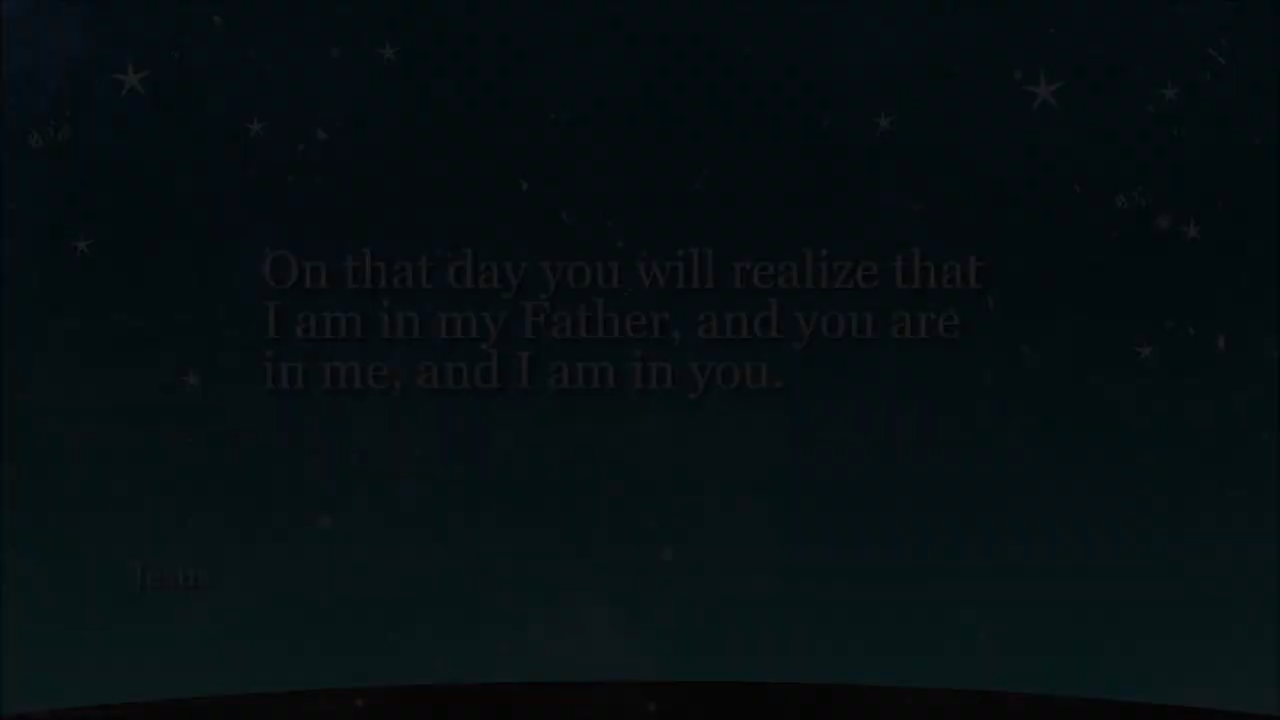 On that day you will realize that
I am in my Father, and you are
in me, and I am in you.
Jesus